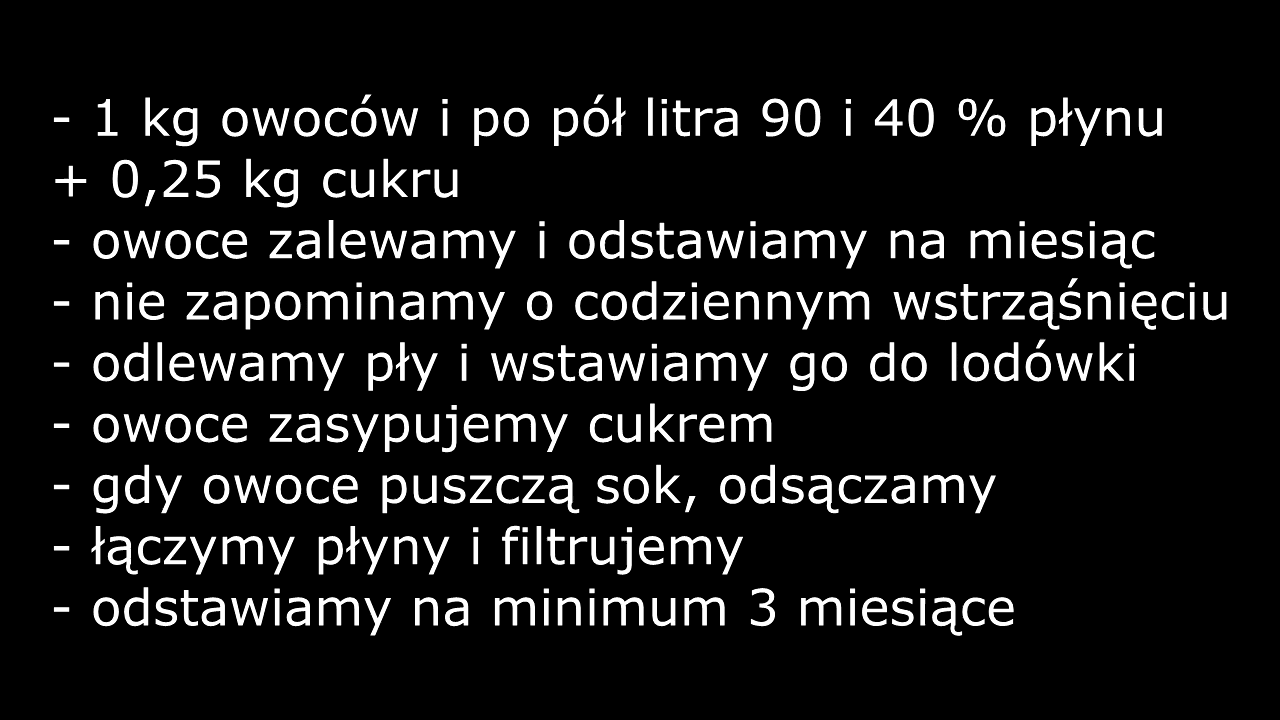 - 1 kg owoców i po pół litra 90 i 40 % płynu
+ 0,25 kg cukru
- owoce zalewamy i odstawiamy na miesiąc
- nie zapominamy o codziennym wstrząśnięciu
- odlewamy pły i wstawiamy go do lodówki
- owoce zasypujemy cukrem
- gdy owoce puszczą sok, odsączamy
- łączymy płyny i filtrujemy
- odstawiamy na minimum 3 miesiące